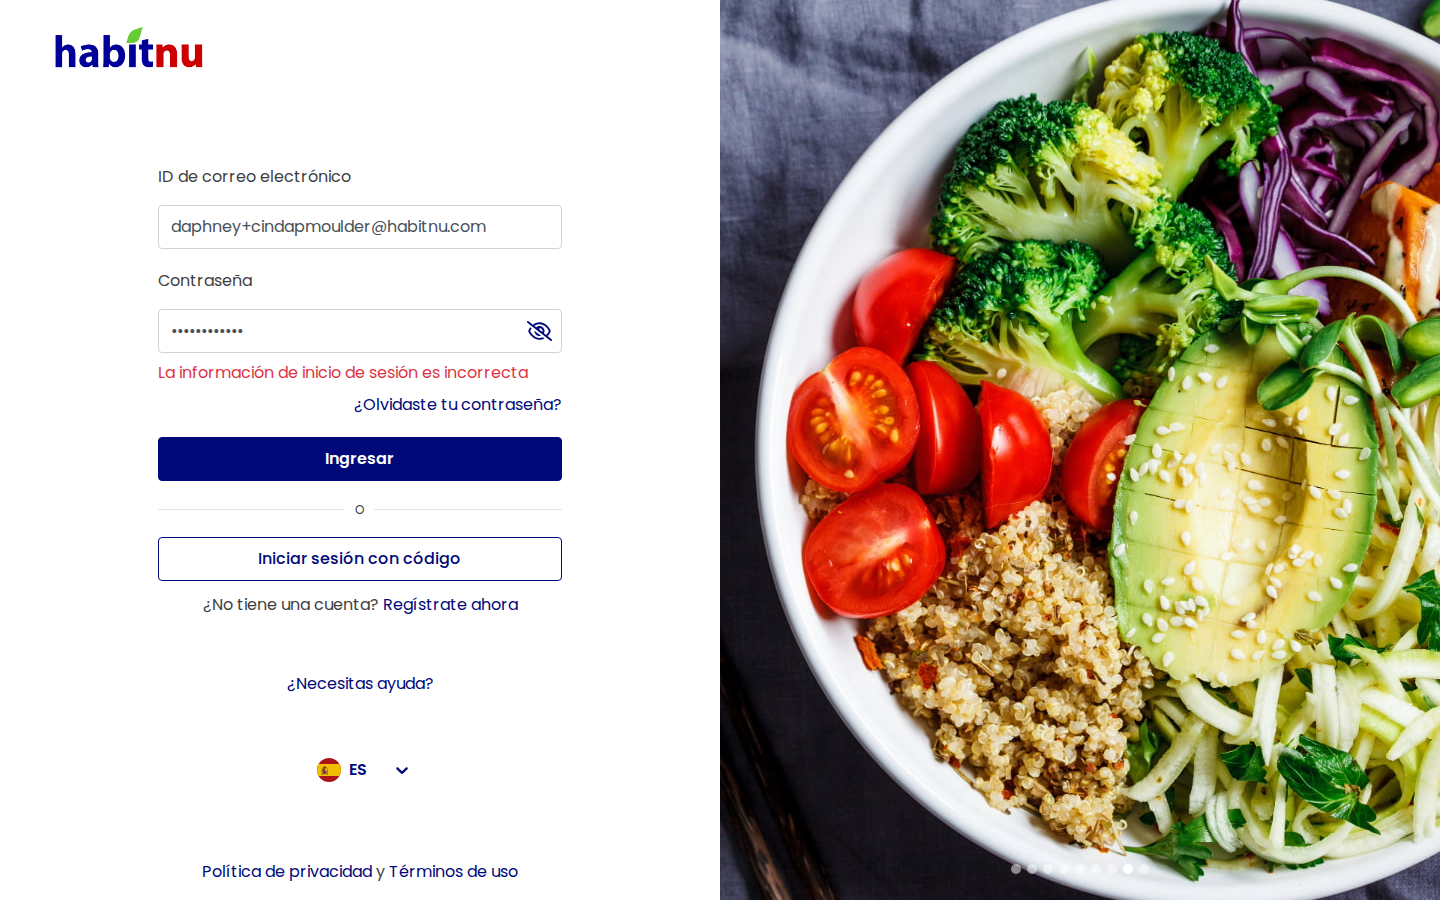 habitnu
ID de correo electrónico
daphney+cindapmoulder@habitnu.com
Contraseña
••••••••••••
La información de inicio de sesión es incorrecta
¿Olvidaste tu contraseña?
Ingresar
O
Iniciar sesión con código
¿No tiene una cuenta? Regístrate ahora
¿Necesitas ayuda?
ES
Política de privacidad y Términos de uso